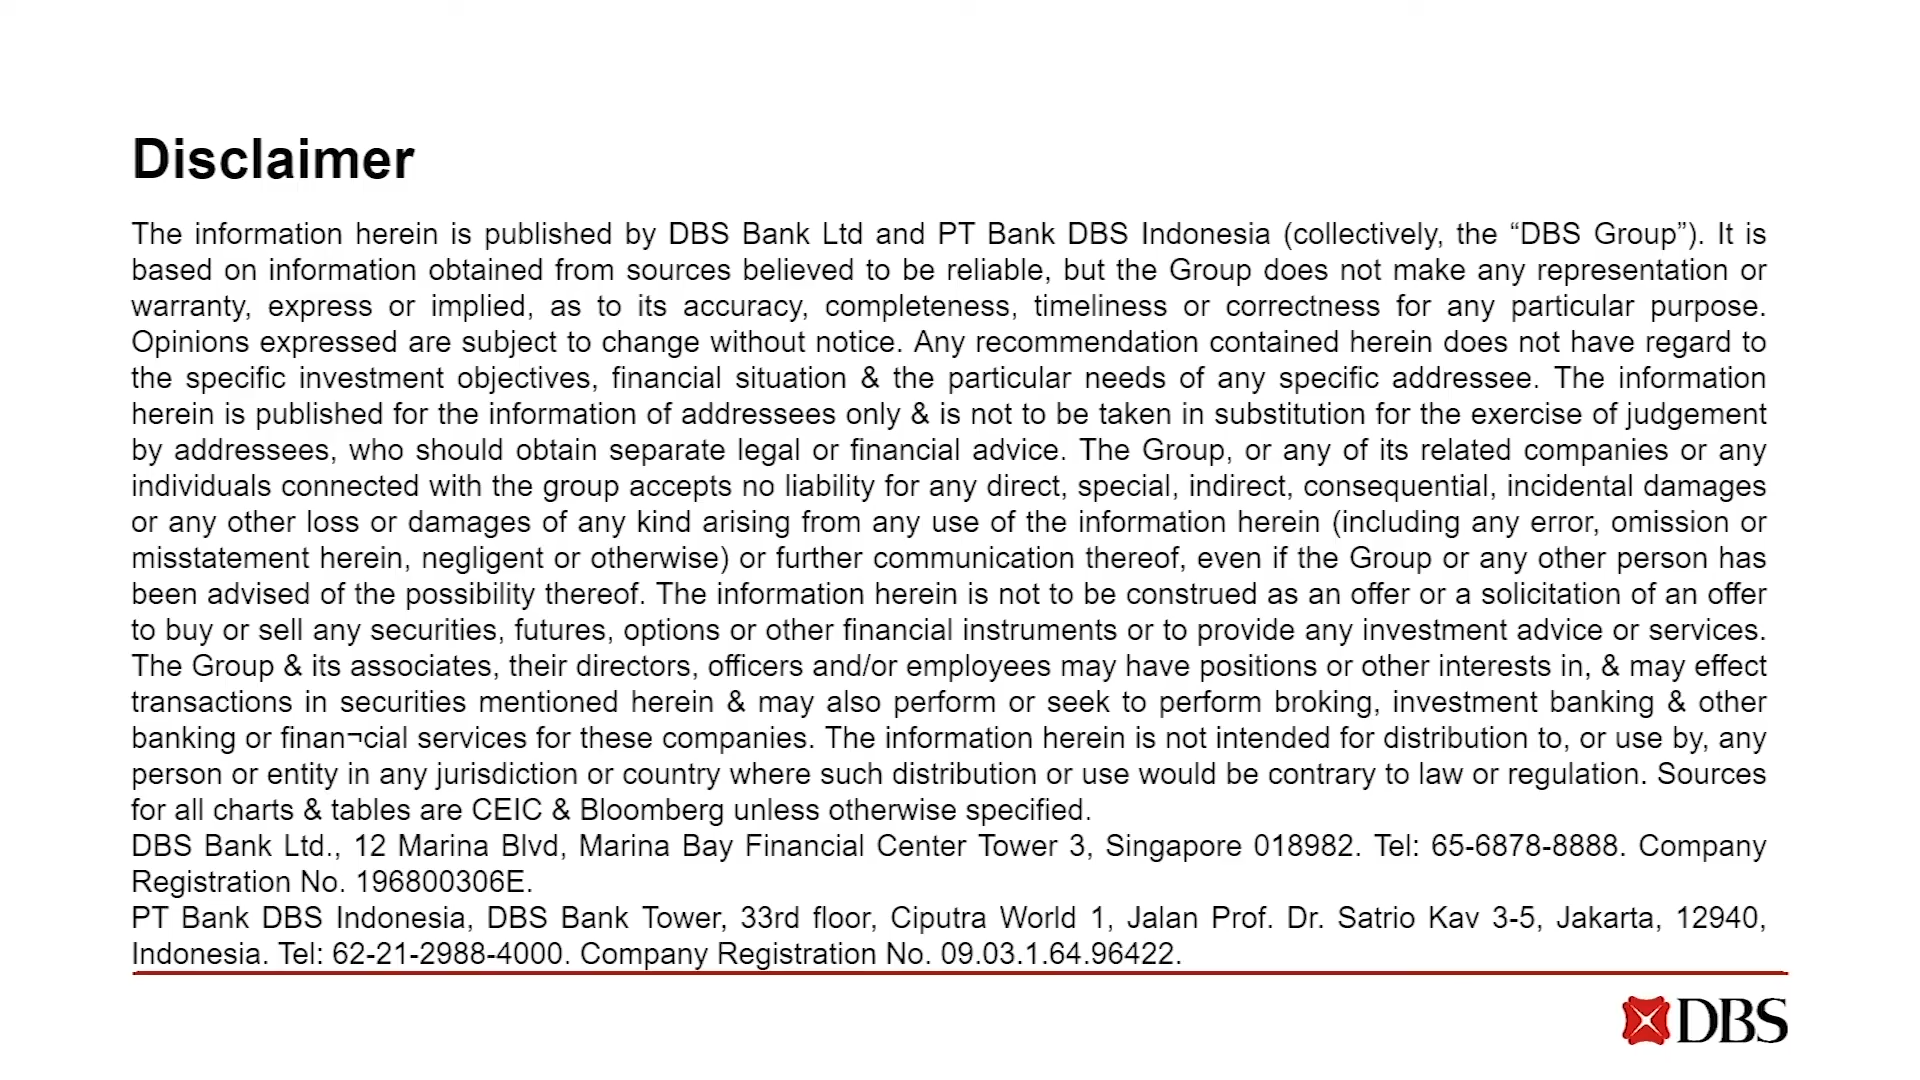 Disclaimer
The information herein is published by DBS Bank Ltd and PT Bank DBS Indonesia (collectively, the “DBS Group”). It is
based on information obtained from sources believed to be reliable, but the Group does not make any representation or
warranty, express or implied, as to its accuracy, completeness, timeliness or correctness for any particular purpose.
Opinions expressed are subject to change without notice. Any recommendation contained herein does not have regard to
the specific investment objectives, financial situation & the particular needs of any specific addressee. The information
herein is published for the information of addressees only & is not to be taken in substitution for the exercise of judgement
by addressees, who should obtain separate legal or financial advice. The Group, or any of its related companies or any
individuals connected with the group accepts no liability for any direct, special, indirect, consequential, incidental damages
or any other loss or damages of any kind arising from any use of the information herein (including any error, omission or
misstatement herein, negligent or otherwise) or further communication thereof, even if the Group or any other person has
been advised of the possibility thereof. The information herein is not to be construed as an offer or a solicitation of an offer
to buy or sell any securities, futures, options or other financial instruments or to provide any investment advice or services.
The Group & its associates, their directors, officers and/or employees may have positions or other interests in, & may effect
transactions in securities mentioned herein & may also perform or seek to perform broking, investment banking & other
banking or finan¬cial services for these companies. The information herein is not intended for distribution to, or use by, any
person or entity in any jurisdiction or country where such distribution or use would be contrary to law or regulation. Sources
for all charts & tables are CEIC & Bloomberg unless otherwise specified.
DBS Bank Ltd., 12 Marina Blvd, Marina Bay Financial Center Tower 3, Singapore 018982. Tel: 65-6878-8888. Company
Registration No. 196800306E.
PT Bank DBS Indonesia, DBS Bank Tower, 33rd floor, Ciputra World 1, Jalan Prof. Dr. Satrio Kav 3-5, Jakarta, 12940,
Indonesia. Tel: 62-21-2988-4000. Company Registration No. 09.03.1.64.96422.
DBS